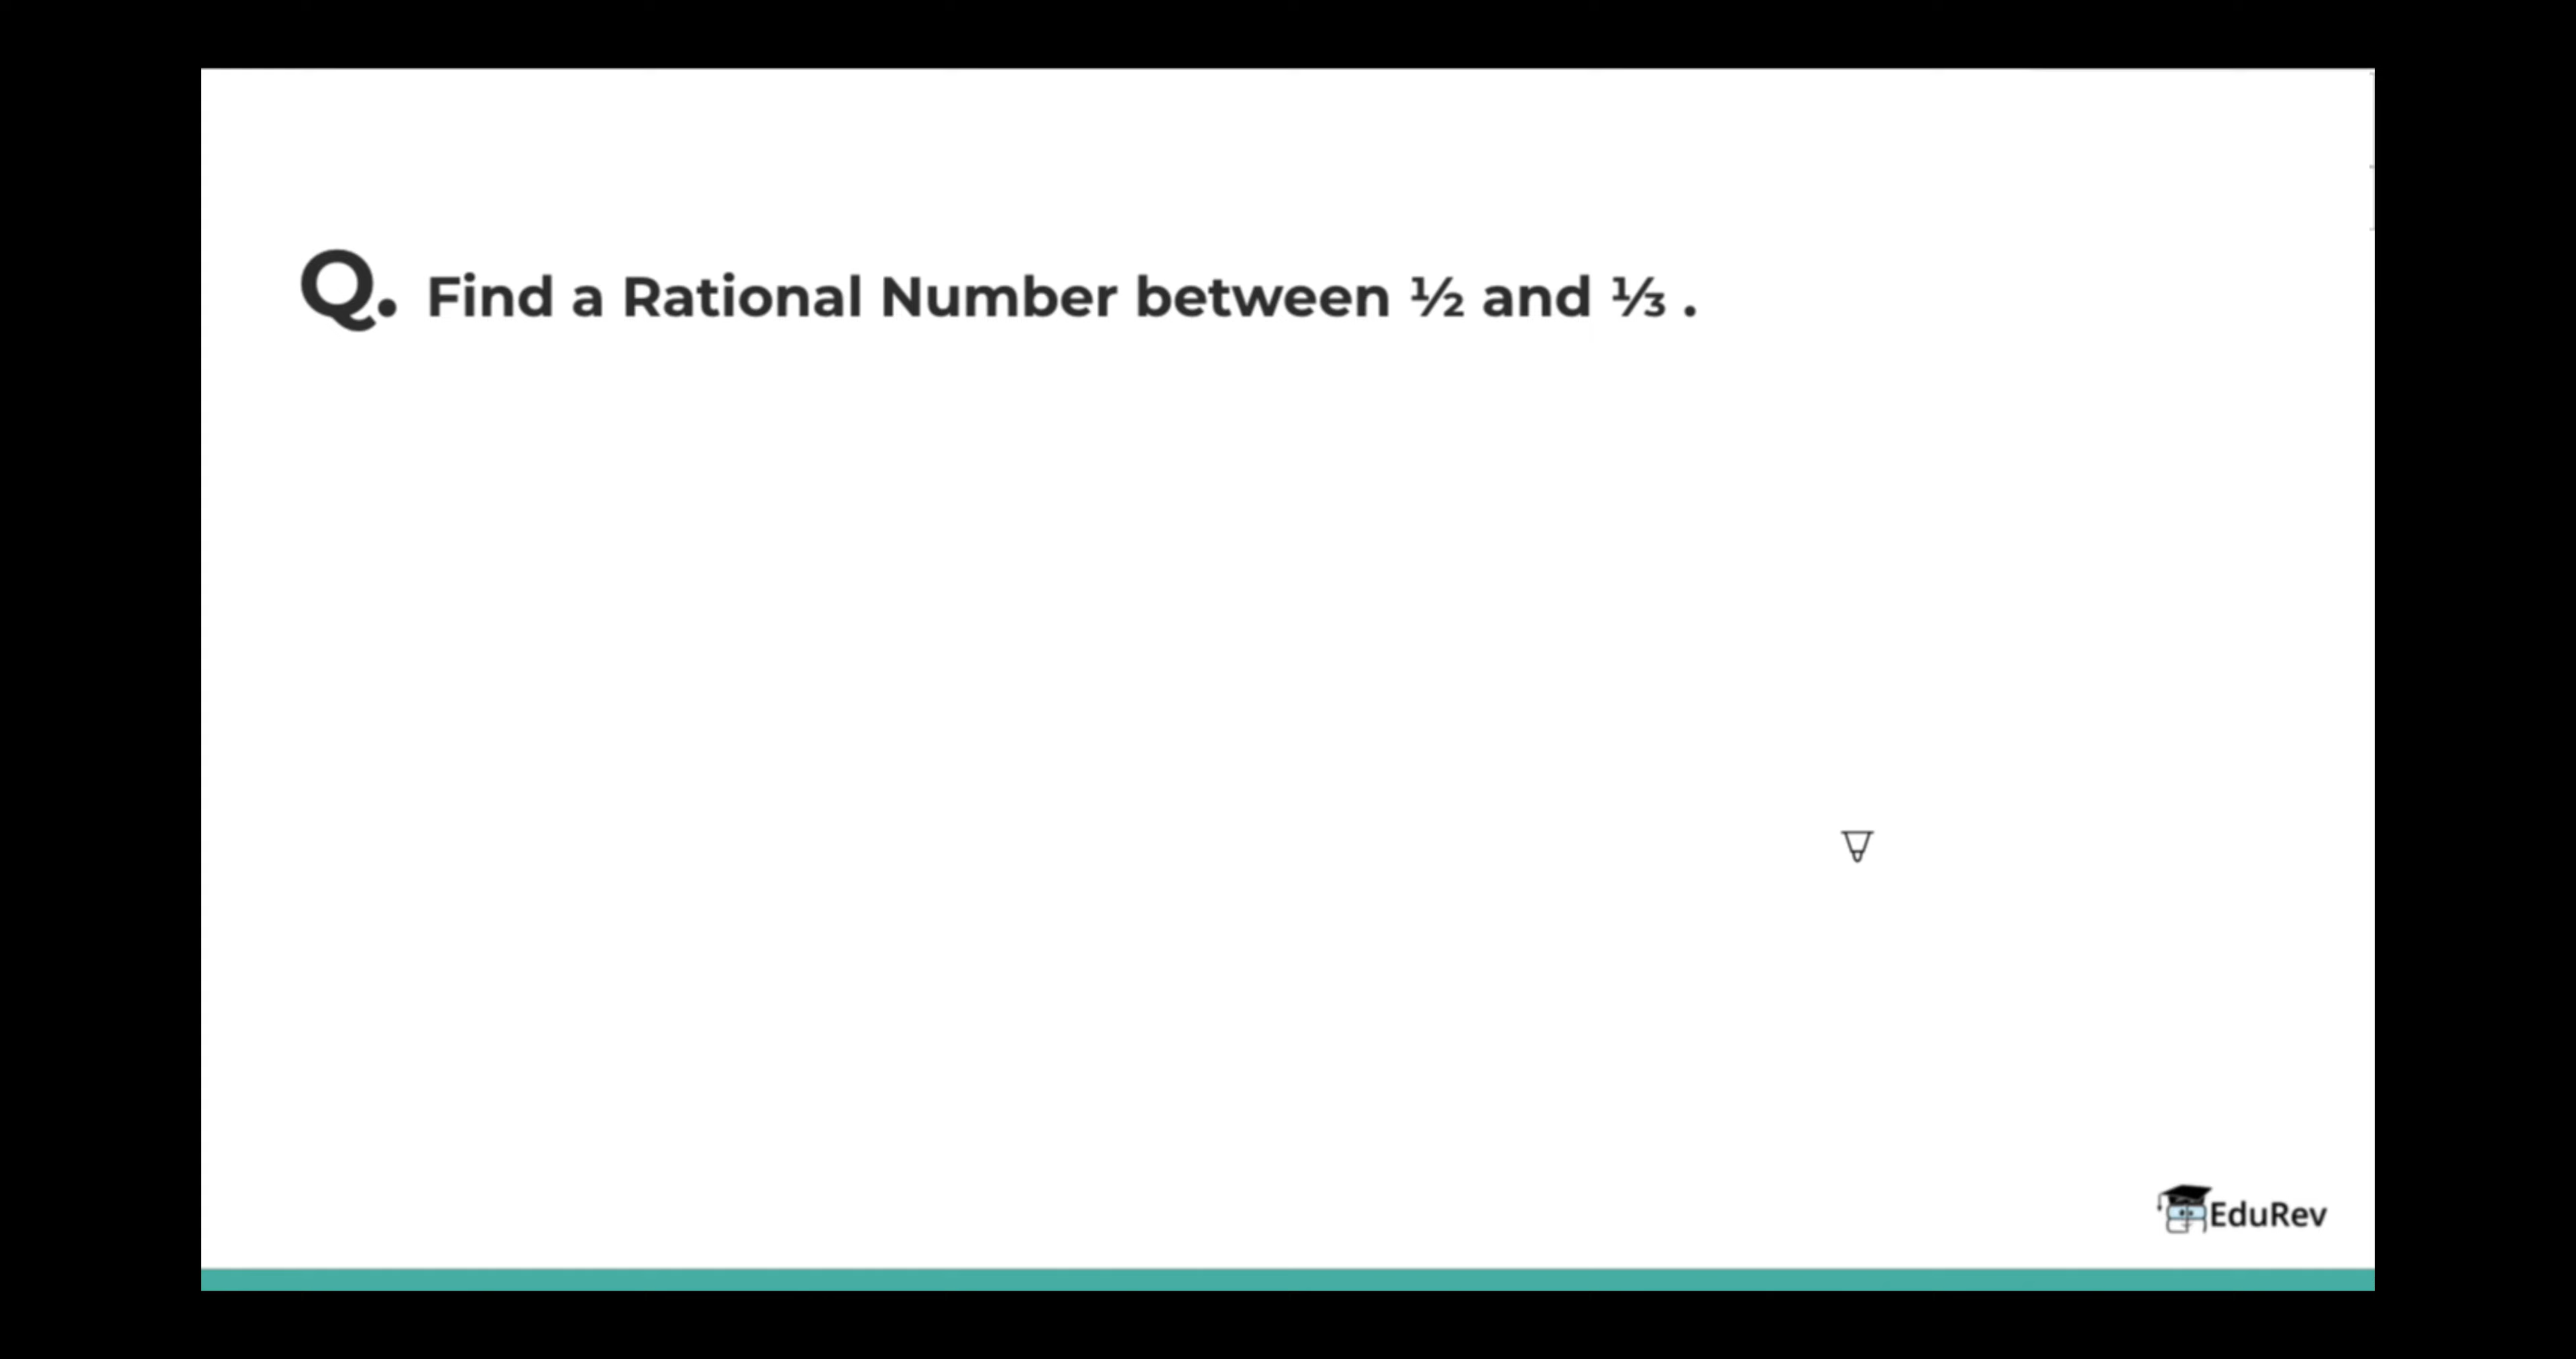 Q. Find a Rational Number between ½ and ⅓ .
EduRev